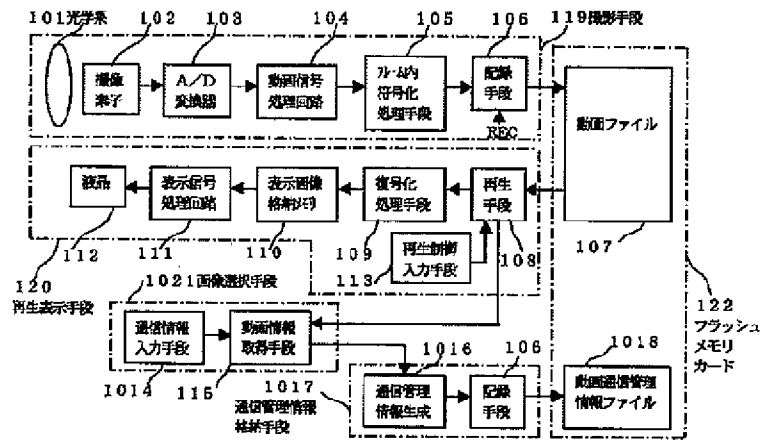 101光学系
102
103
104
105
106
119撮影手段
撮像
素子
A/D
変換器
動画信号
処理回路
フレーム内
符号化
処理手段
記録
手段
REC
動画ファイル
107
液晶
112
表示信号
処理回路
111
表示画像
格納メモリ
110
復号化
処理手段
109
再生
手段
108
再生制御
入力手段
113
120
再生表示手段
1021画像選択手段
通信情報
入力手段
1014
動画情報
取得手段
115
122
フラッシュ
メモリ
カード
1016
106
1018
1017
通信管理情報
格納手段
通信管理
情報生成
記録
手段
動画通信管理
情報ファイル